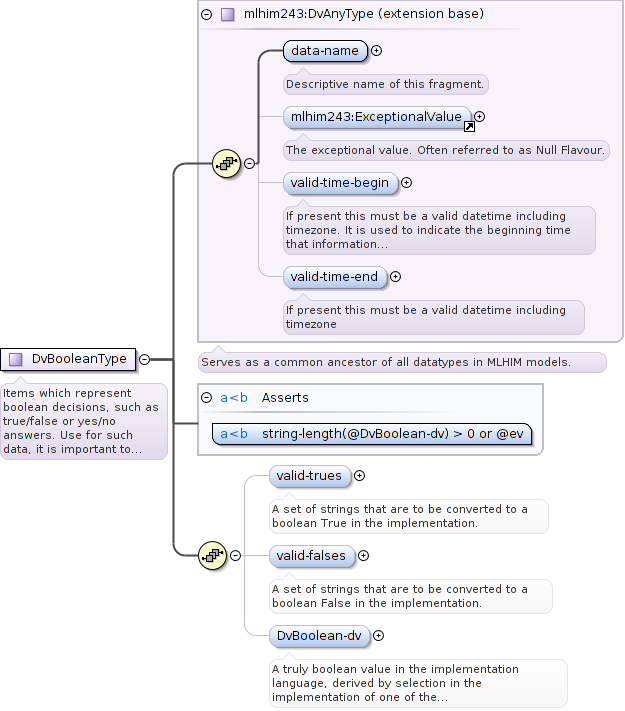 mlhim243:DvAnyType (extension base)
data-name
Descriptive name of this fragment.
mlhim243:ExceptionalValue
The exceptional value. Often referred to as Null Flavour.
valid-time-begin
If present this must be a valid datetime including
timezone. It is used to indicate the beginning time
that information...
valid-time-end
If present this must be a valid datetime including
timezone
DvBooleanType
Items which represent
boolean decisions, such as
true/false or yes/no
answers. Use for such
data, it is important to...
Serves as a common ancestor of all datatypes in MLHIM models.
a<b Asserts
a<b string-length(@DvBoolean-dv) > 0 or @ev
valid-trues
A set of strings that are to be converted to a
boolean True in the implementation.
valid-falses
A set of strings that are to be converted to a
boolean False in the implementation.
DvBoolean-dv
A truly boolean value in the implementation
language, derived by selection in the
implementation of one of the...